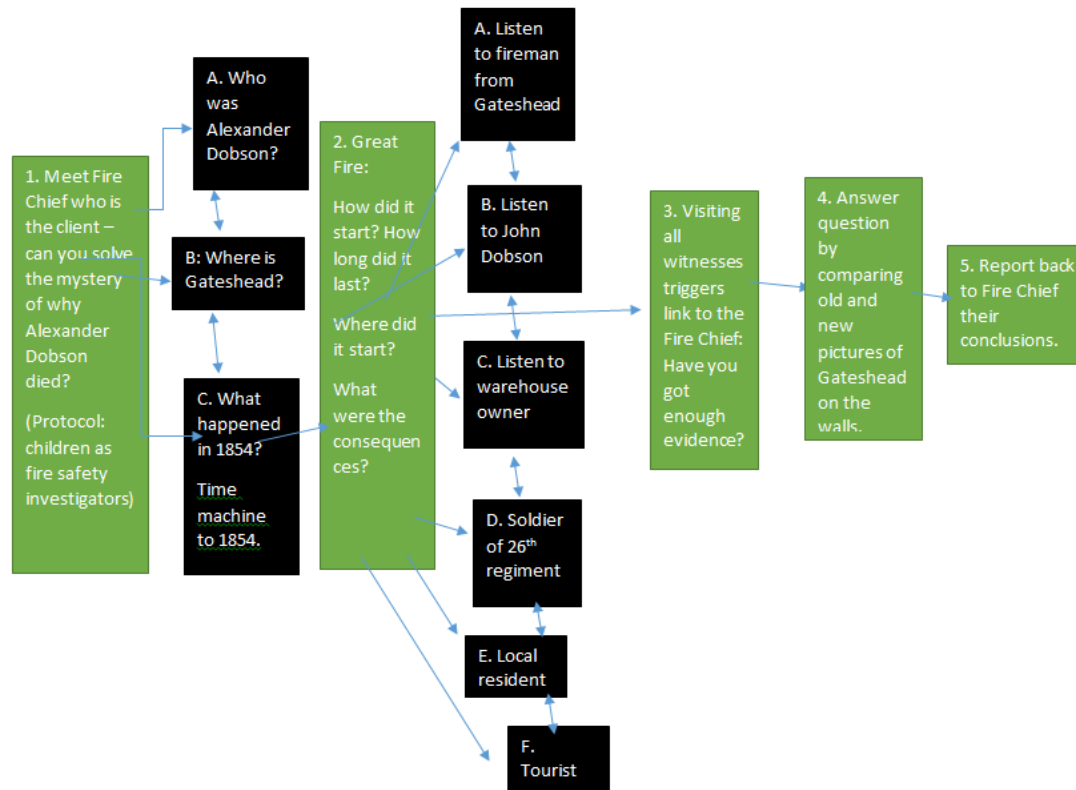 1. Meet Fire
Chief who is
the client –
can you solve
the mystery
of why
Alexander
Dobson
died?
(Protocol:
children as
fire safety
investigators)
A. Who
was
Alexander
Dobson?
B: Where is
Gateshead?
C. What
happened
in 1854?
Time
machine
to 1854.
2. Great
Fire:
How did it
start? How
long did it
last?
Where did
it start?
What
were the
consequen
ces?
A. Listen
to fireman
from
Gateshead
B. Listen
to John
Dobson
C. Listen to
warehouse
owner
D. Soldier
of 26th
regiment
E. Local
resident
F.
Tourist
3. Visiting
all
witnesses
triggers
link to the
Fire Chief:
Have you
got
enough
evidence?
4. Answer
question
by
comparing
old and
new
pictures of
Gateshead
on the
walls.
5. Report back
to Fire Chief
their
conclusions.